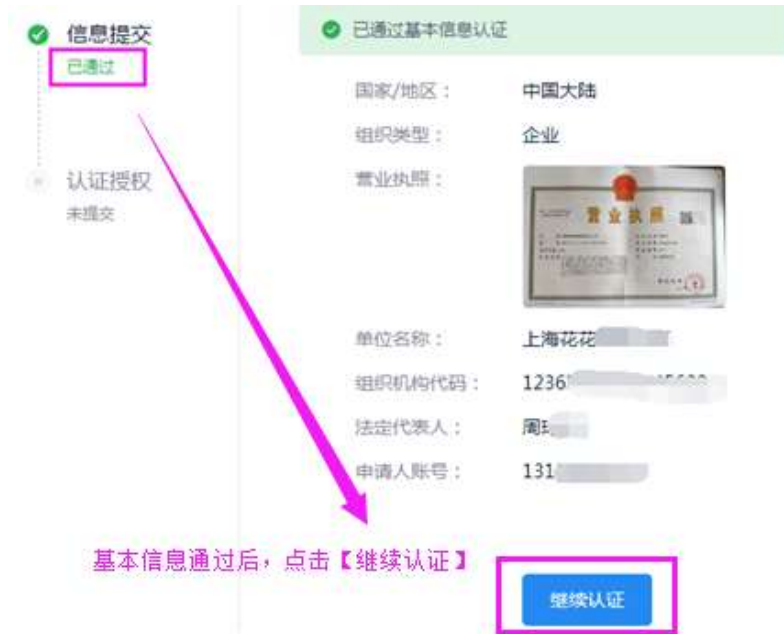 信息提交
已通过
认证授权
未提交
已通过基本信息认证
国家/地区： 中国大陆
组织类型： 企业
营业执照：
营业执照
单位名称： 上海花花
组织机构代码： 1236
法定代表人： 周
申请人账号： 131
基本信息通过后，点击【继续认证】
继续认证